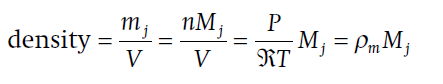 density = m_j/V = nM_j/V = P/ℜT M_j = ρ_m M_j